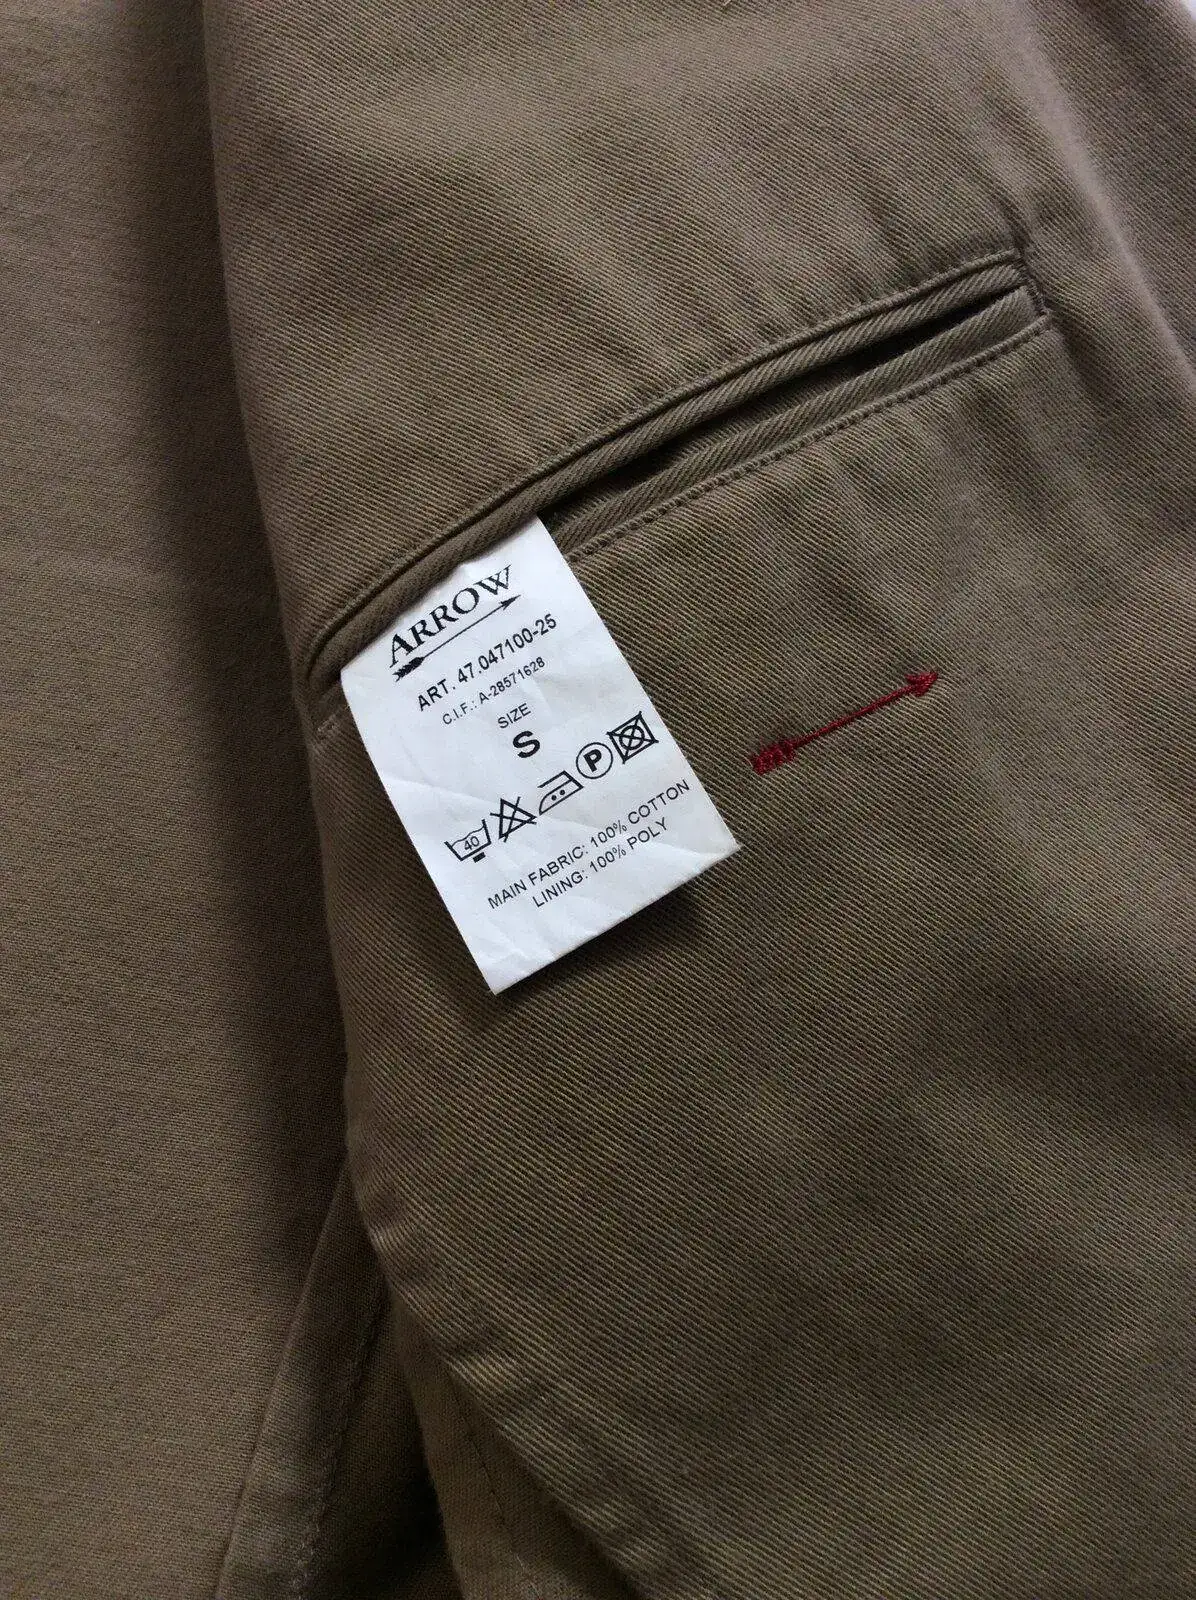 ARROW
ART. 47.047100-25
C.I.F.: A-28571628
SIZE
S
40 P
MAIN FABRIC: 100% COTTON
LINING: 100% POLY